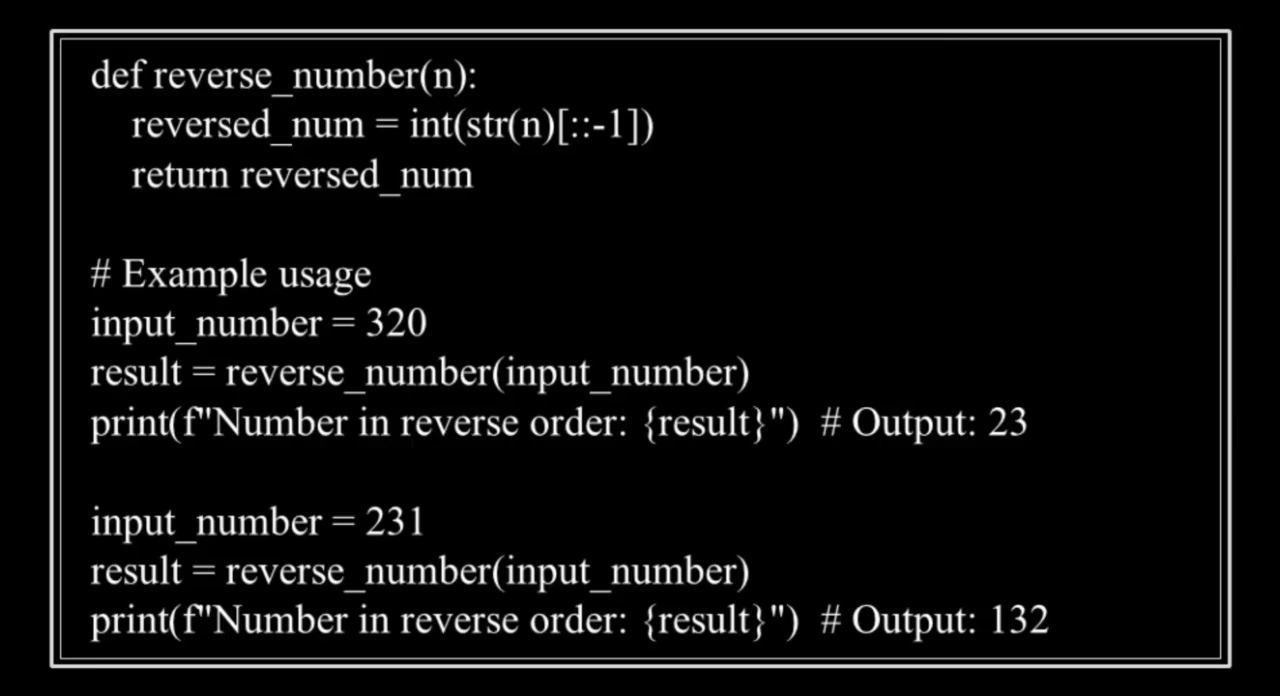 def reverse_number(n):
    reversed_num = int(str(n)[::-1])
    return reversed_num

# Example usage
input_number = 320
result = reverse_number(input_number)
print(f"Number in reverse order: {result}")  # Output: 23

input_number = 231
result = reverse_number(input_number)
print(f"Number in reverse order: {result}")  # Output: 132